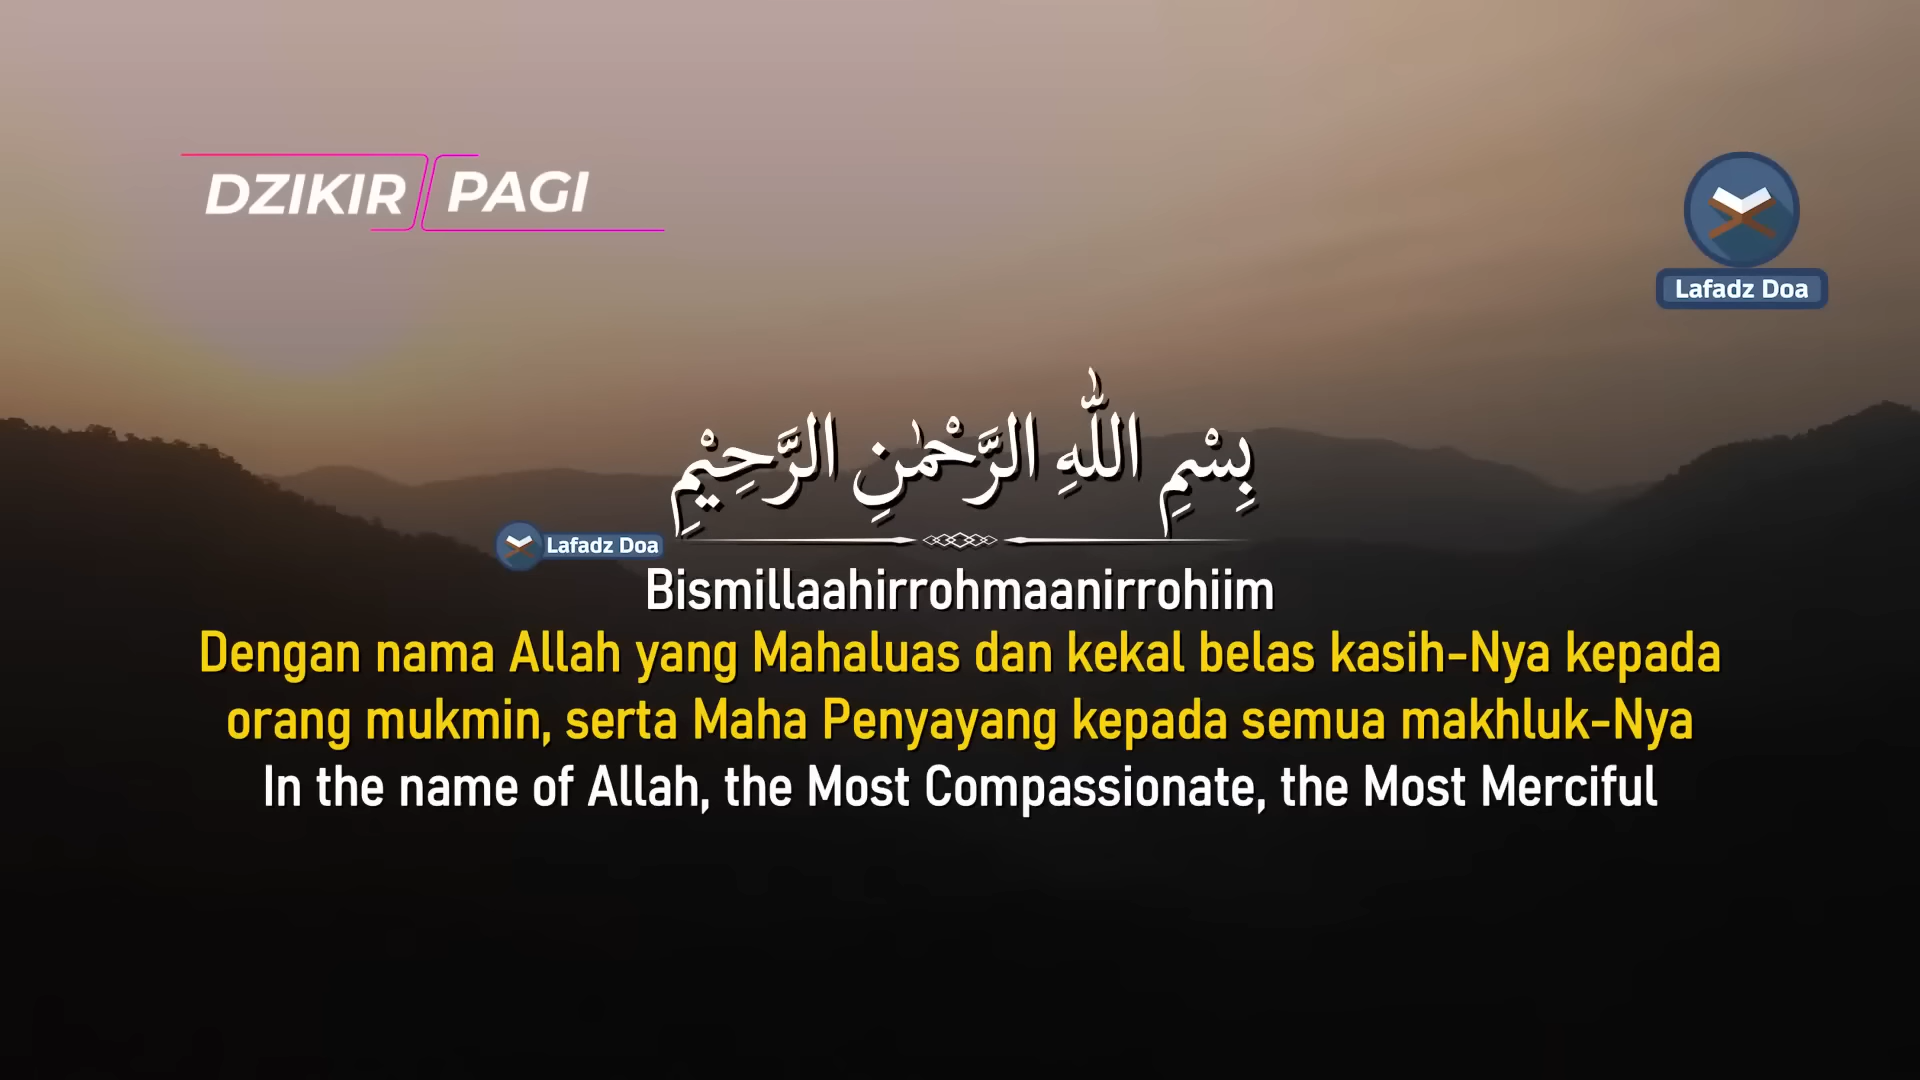 DZIKIR PAGI
Lafadz Doa
بِسْمِ اللّٰهِ الرَّحْمٰنِ الرَّحِيْمِ
Lafadz Doa
Bismillaahirrohmaanirrohiim
Dengan nama Allah yang Mahaluas dan kekal belas kasih-Nya kepada
orang mukmin, serta Maha Penyayang kepada semua makhluk-Nya
In the name of Allah, the Most Compassionate, the Most Merciful